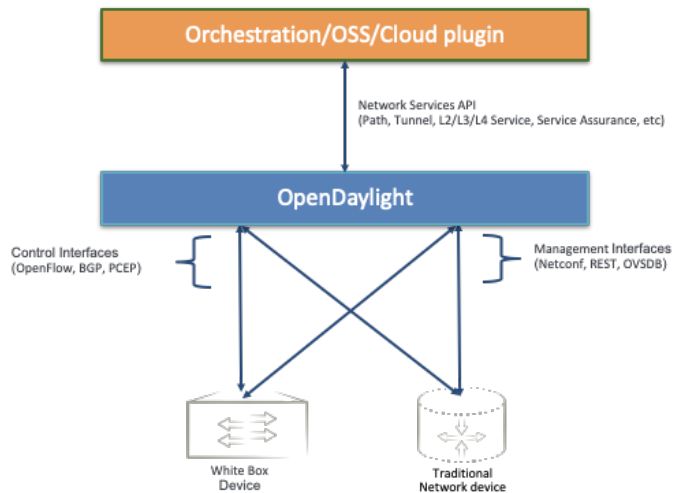 Orchestration/OSS/Cloud plugin
Network Services API
(Path, Tunnel, L2/L3/L4 Service, Service Assurance, etc)
OpenDaylight
Control Interfaces
(OpenFlow, BGP, PCEP)
Management Interfaces
(Netconf, REST, OVSDB)
White Box
Device
Traditional
Network device